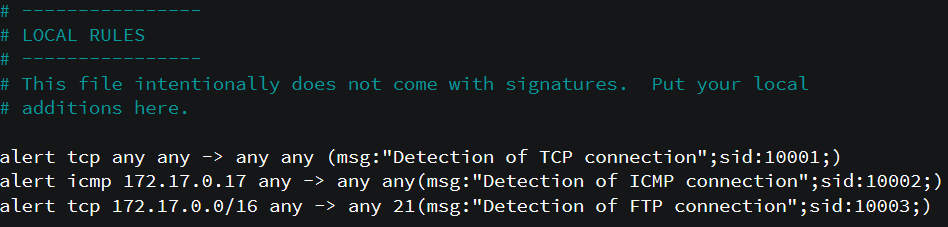 # ----------------
# LOCAL RULES
# ----------------
# This file intentionally does not come with signatures.  Put your local
# additions here.

alert tcp any any -> any any (msg:"Detection of TCP connection";sid:10001;)
alert icmp 172.17.0.17 any -> any any(msg:"Detection of ICMP connection";sid:10002;)
alert tcp 172.17.0.0/16 any -> any 21(msg:"Detection of FTP connection";sid:10003;)